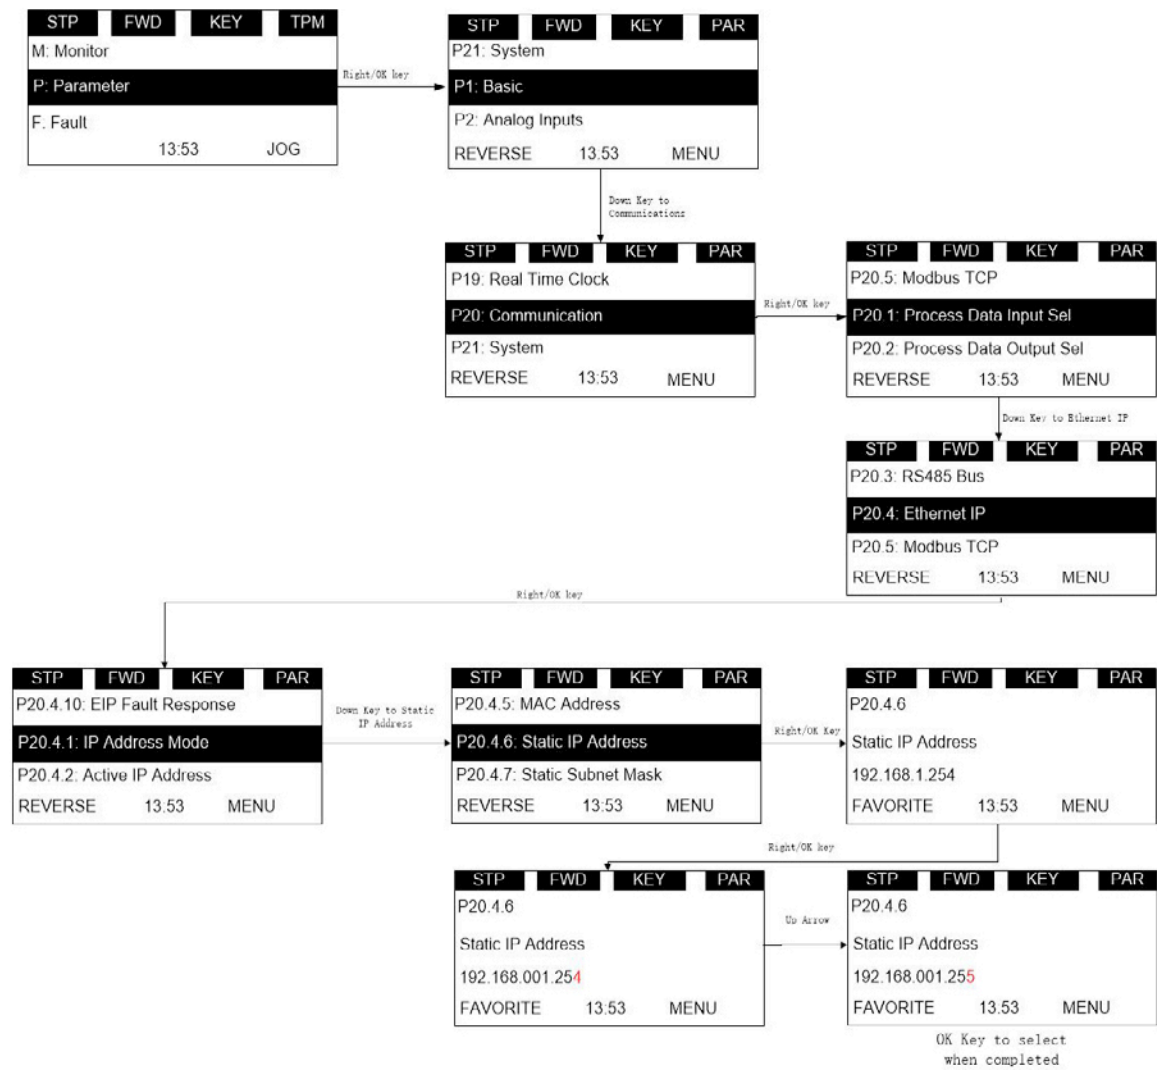 STP FWD KEY TPM
M: Monitor
P: Parameter
F: Fault
13:53 JOG
Right/OK key
STP FWD KEY PAR
P21: System
P1: Basic
P2: Analog Inputs
REVERSE 13.53 MENU
Down Key to
Communications
STP FWD KEY PAR
P19: Real Time Clock
P20: Communication
P21: System
REVERSE 13:53 MENU
Right/OK key
STP FWD KEY PAR
P20.5: Modbus TCP
P20.1: Process Data Input Sel
P20.2: Process Data Output Sel
REVERSE 13:53 MENU
Down Key to Ethernet IP
STP FWD KEY PAR
P20.3: RS485 Bus
P20.4: Ethernet IP
P20.5: Modbus TCP
REVERSE 13:53 MENU
Right/OK key
STP FWD KEY PAR
P20.4.10: EIP Fault Response
P20.4.1: IP Address Mode
P20.4.2: Active IP Address
REVERSE 13:53 MENU
Down Key to Static
IP Address
STP FWD KEY PAR
P20.4.5: MAC Address
P20.4.6: Static IP Address
P20.4.7: Static Subnet Mask
REVERSE 13:53 MENU
Right/OK Key
STP FWD KEY PAR
P20.4.6
Static IP Address
192.168.1.254
FAVORITE 13:53 MENU
Right/OK key
STP FWD KEY PAR
P20.4.6
Static IP Address
192.168.001.254
FAVORITE 13:53 MENU
Up Arrow
STP FWD KEY PAR
P20.4.6
Static IP Address
192.168.001.255
FAVORITE 13.53 MENU
OK Key to select
when completed